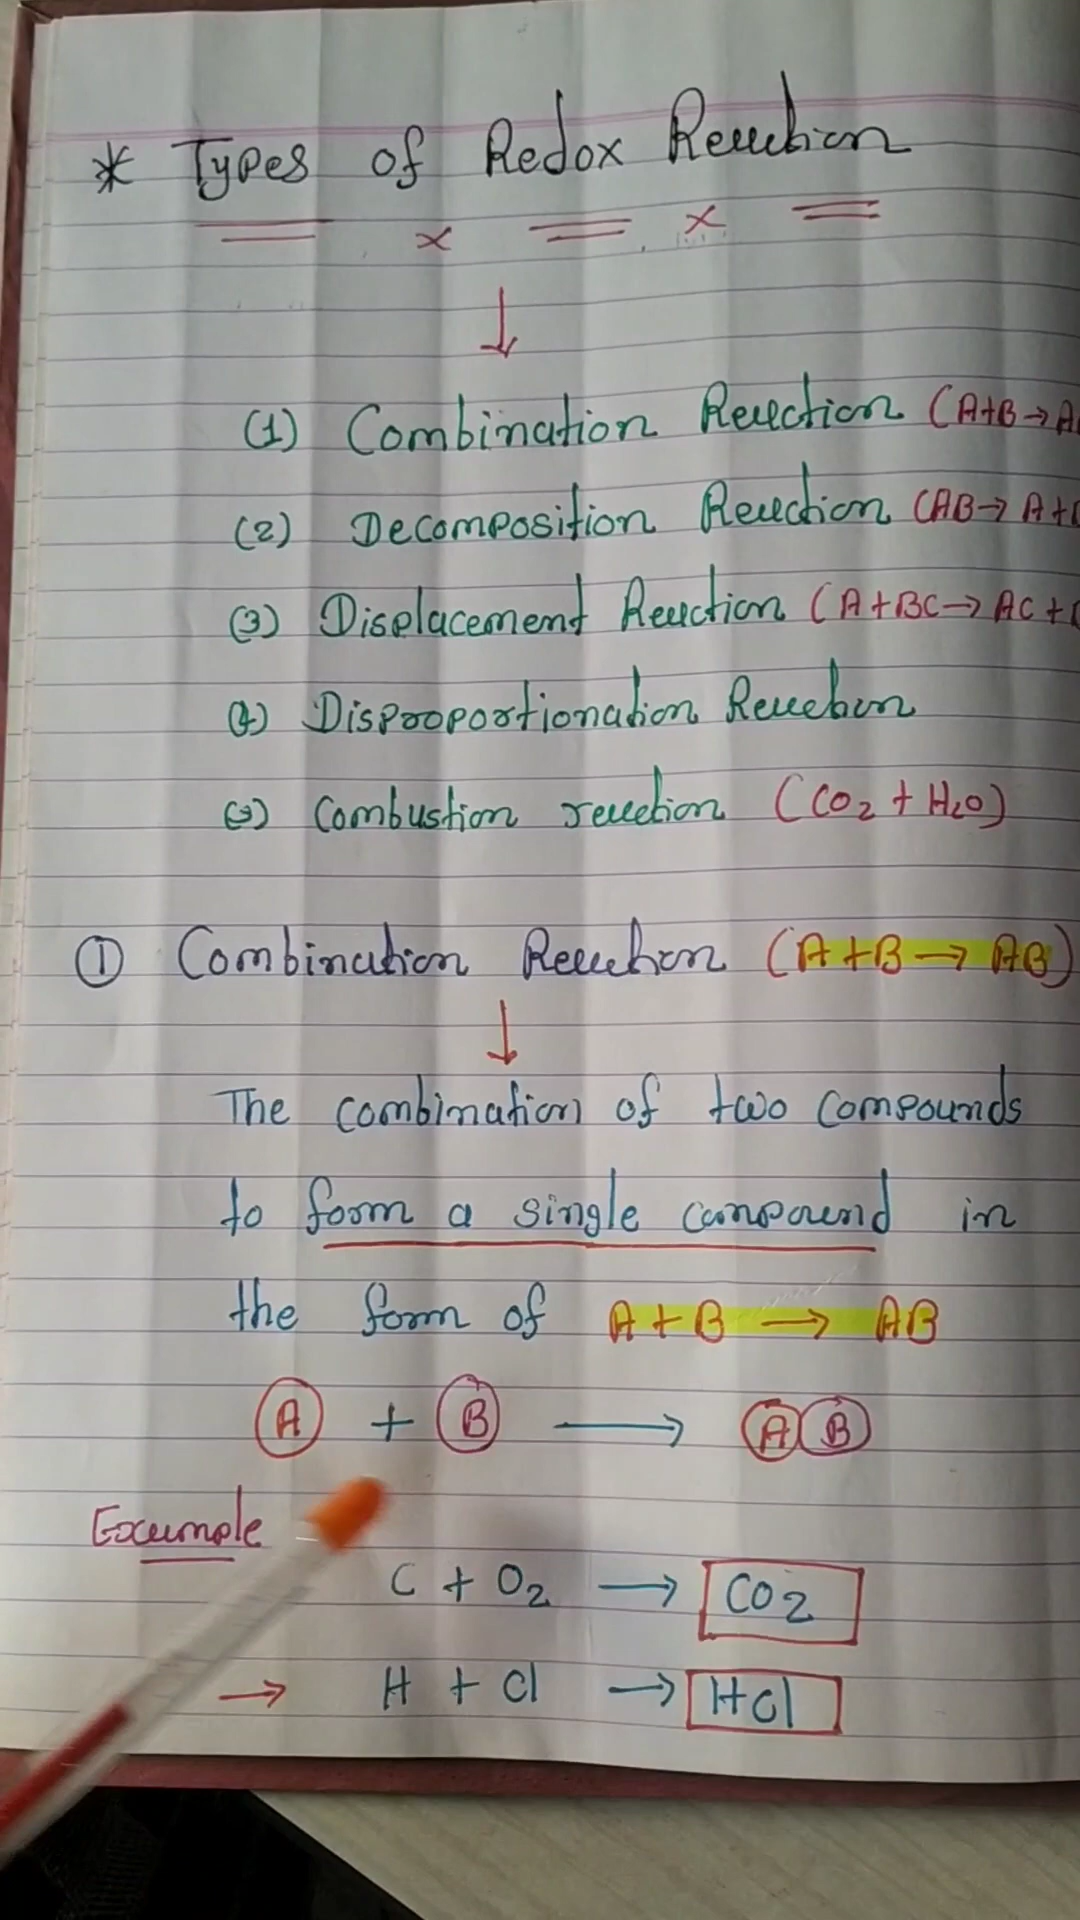 * Types of Redox Reaction
(1) Combination Reaction (A+B→A
(2) Decomposition Reaction (AB→ A+
(3) Displacement Reaction (A+BC→ AC+
(4) Disproportionation Reaction
(5) Combustion reaction (CO2 + H2O)
① Combination Reaction (A+B→ AB)
The combination of two compounds
to form a single compound in
the form of A+B → AB
A + B → AB
Example
C + O2 → CO2
→ H + Cl → HCl